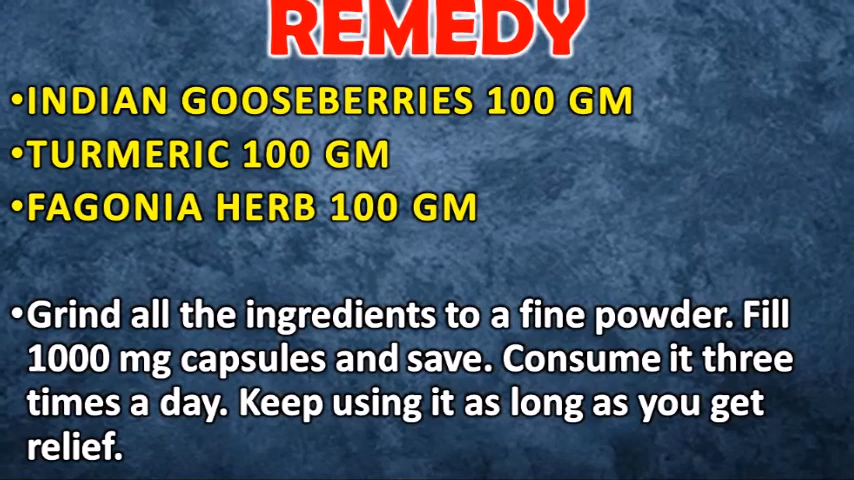 REMEDY
•INDIAN GOOSEBERRIES 100 GM
•TURMERIC 100 GM
•FAGONIA HERB 100 GM
•Grind all the ingredients to a fine powder. Fill
1000 mg capsules and save. Consume it three
times a day. Keep using it as long as you get
relief.